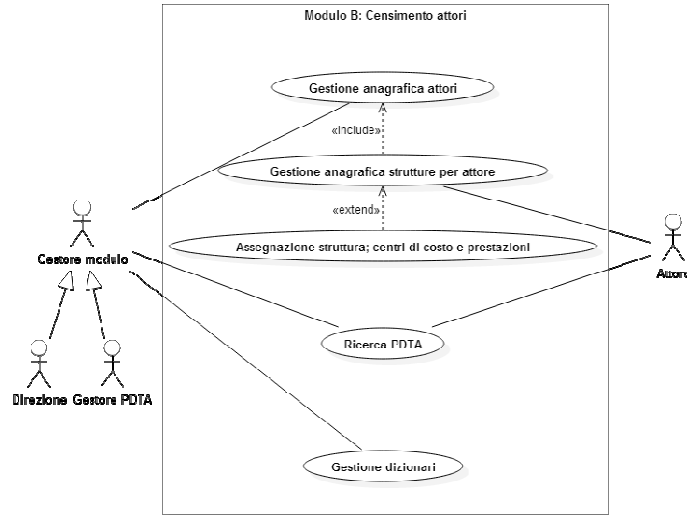 Modulo B: Censimento attori
Gestione anagrafica attori
«include»
Gestione anagrafica strutture per attore
«extend»
Assegnazione struttura; centri di costo e prestazioni
Gestore modulo
Attore
Ricerca PDTA
Direzione Gestore PDTA
Gestione dizionari